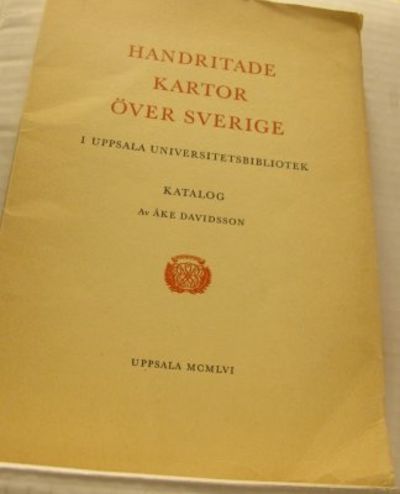 HANDRITADE
KARTOR
ÖVER SVERIGE
I UPPSALA UNIVERSITETSBIBLIOTEK
KATALOG
Av ÅKE DAVIDSSON
UPPSALA MCMLVI